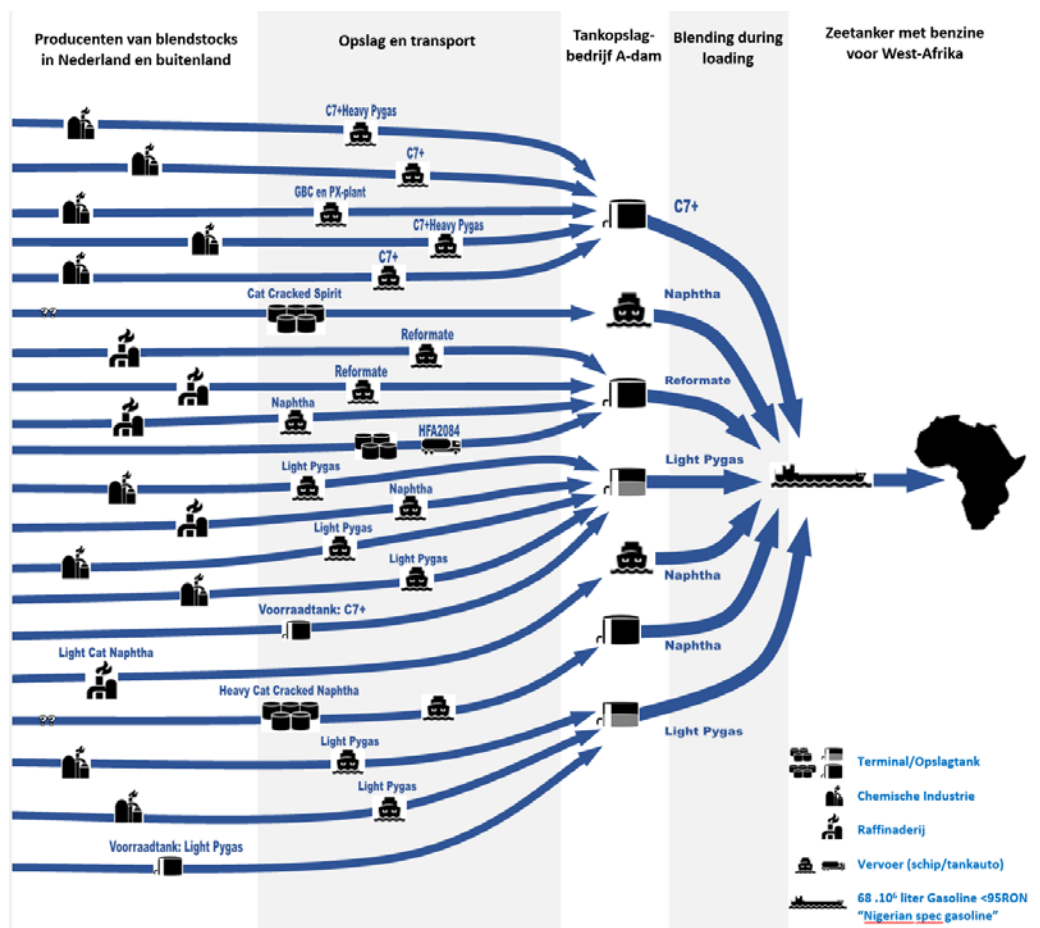 Producenten van blendstocks
in Nederland en buitenland
Opslag en transport
Tankopslag-
bedrijf A-dam
Blending during
loading
Zeetanker met benzine
voor West-Afrika
C7+Heavy Pygas
C7+
GBC en PX-plant
C7+Heavy Pygas
C7+
C7+
Cat Cracked Spirit
??
Naphtha
Reformate
Reformate
Reformate
Naphtha
HFA2084
Light Pygas
Light Pygas
Naphtha
Light Pygas
Light Pygas
Naphtha
Voorraadtank: C7+
Naphtha
Light Cat Naphtha
Heavy Cat Cracked Naphtha
??
Light Pygas
Light Pygas
Light Pygas
Voorraadtank: Light Pygas
Terminal/Opslagtank
Chemische Industrie
Raffinaderij
Vervoer (schip/tankauto)
68 .10⁶ liter Gasoline <95RON
“Nigerian spec gasoline”